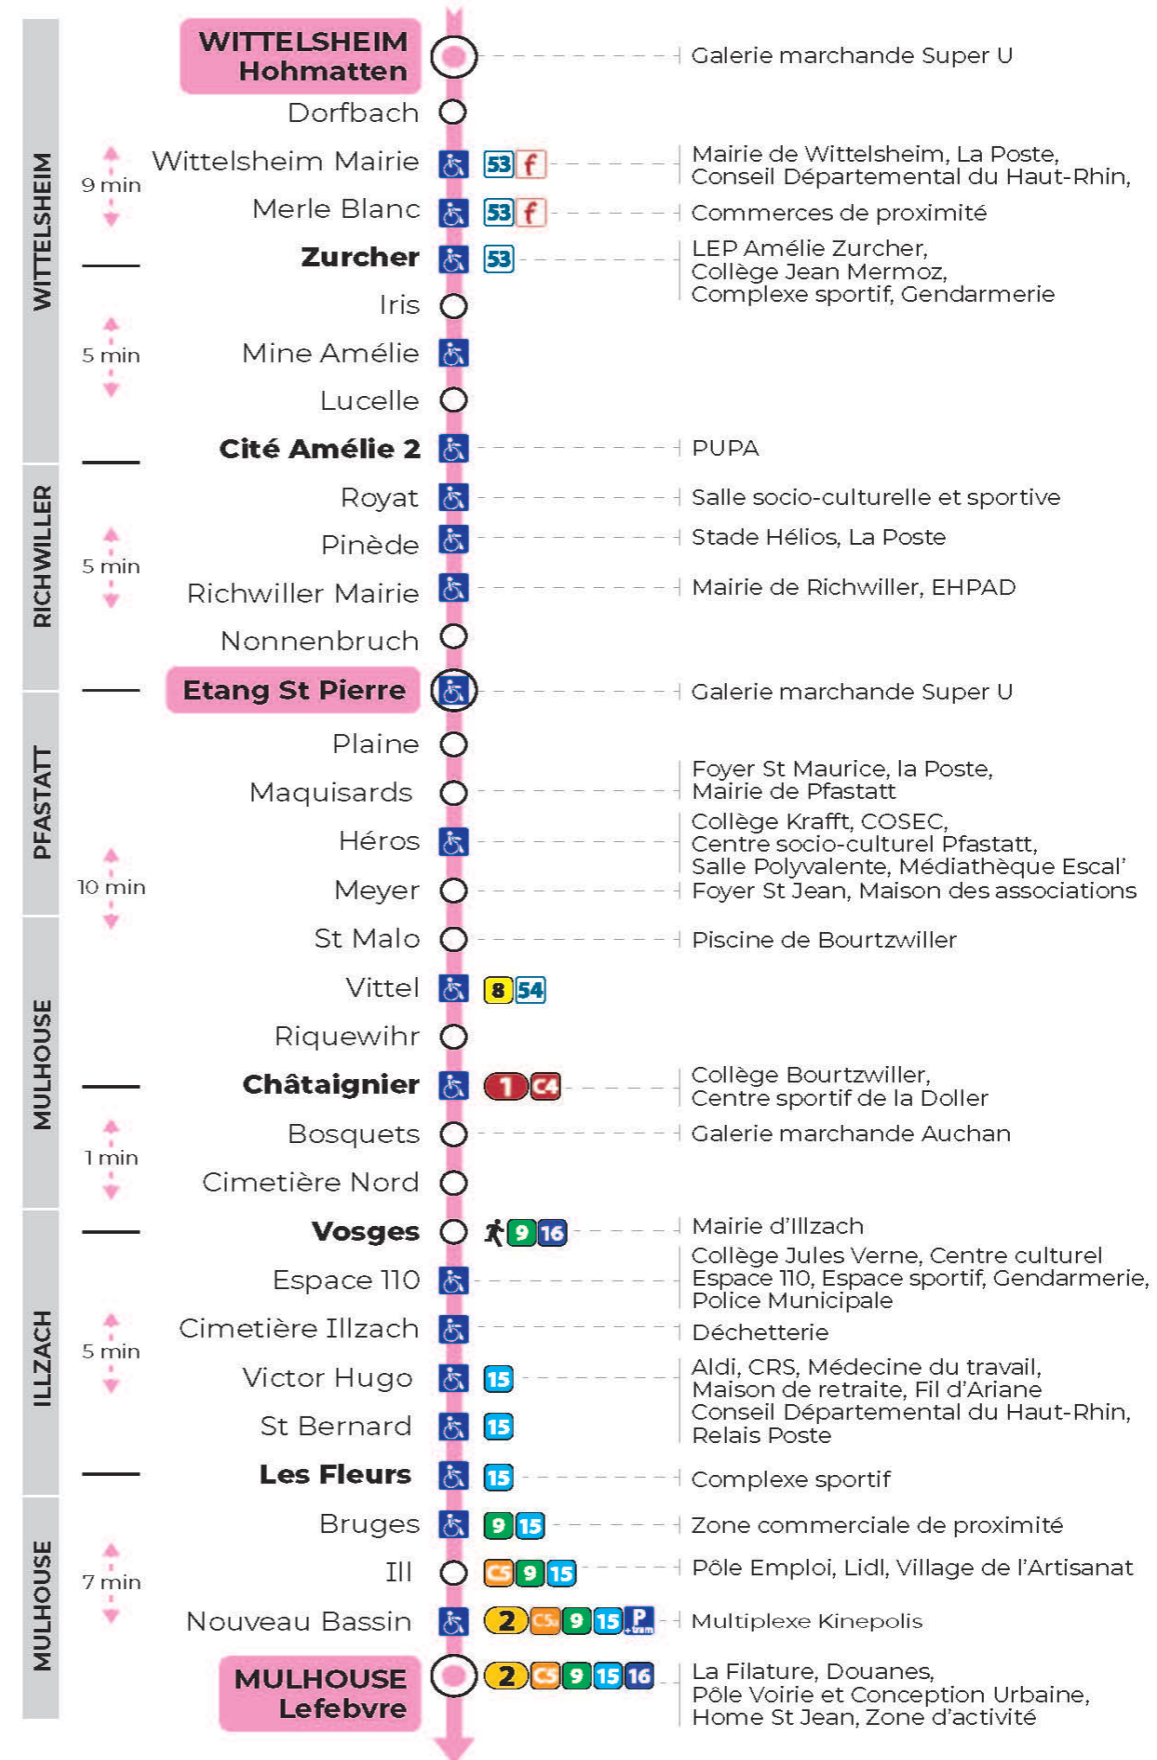 WITTELSHEIM
Hohmatten
Galerie marchande Super U
Dorfbach
Wittelsheim Mairie 53 f
Mairie de Wittelsheim, La Poste,
Conseil Départemental du Haut-Rhin,
9 min
Merle Blanc 53 f Commerces de proximité
Zurcher 53
LEP Amélie Zurcher,
Collège Jean Mermoz,
Complexe sportif, Gendarmerie
WITTELSHEIM
Iris
5 min
Mine Amélie
Lucelle
Cité Amélie 2 PUPA
Royat Salle socio-culturelle et sportive
Pinède Stade Hélios, La Poste
RICHWILLER
5 min
Richwiller Mairie Mairie de Richwiller, EHPAD
Nonnenbruch
Etang St Pierre Galerie marchande Super U
Plaine
Maquisards
Foyer St Maurice, la Poste,
Mairie de Pfastatt
PFASTATT
Héros
Collège Krafft, COSEC,
Centre socio-culturel Pfastatt,
Salle Polyvalente, Médiathèque Escal'
10 min
Meyer Foyer St Jean, Maison des associations
St Malo Piscine de Bourtzwiller
Vittel 8 54
Riquewihr
MULHOUSE
Châtaignier 1 C4
Collège Bourtzwiller,
Centre sportif de la Doller
Bosquets Galerie marchande Auchan
1 min
Cimetière Nord
Vosges 9 16 Mairie d'Illzach
Espace 110
Collège Jules Verne, Centre culturel
Espace 110, Espace sportif, Gendarmerie,
Police Municipale
Cimetière Illzach Déchetterie
ILLZACH
5 min
Victor Hugo 15
Aldi, CRS, Médecine du travail,
Maison de retraite, Fil d'Ariane
St Bernard 15
Conseil Départemental du Haut-Rhin,
Relais Poste
Les Fleurs 15 Complexe sportif
Bruges 9 15 Zone commerciale de proximité
Ill C5 9 15 Pôle Emploi, Lidl, Village de l'Artisanat
7 min
MULHOUSE
Nouveau Bassin 2 C5 9 15 P +tram Multiplexe Kinepolis
MULHOUSE
Lefebvre
2 C5 9 15 16
La Filature, Douanes,
Pôle Voirie et Conception Urbaine,
Home St Jean, Zone d'activité